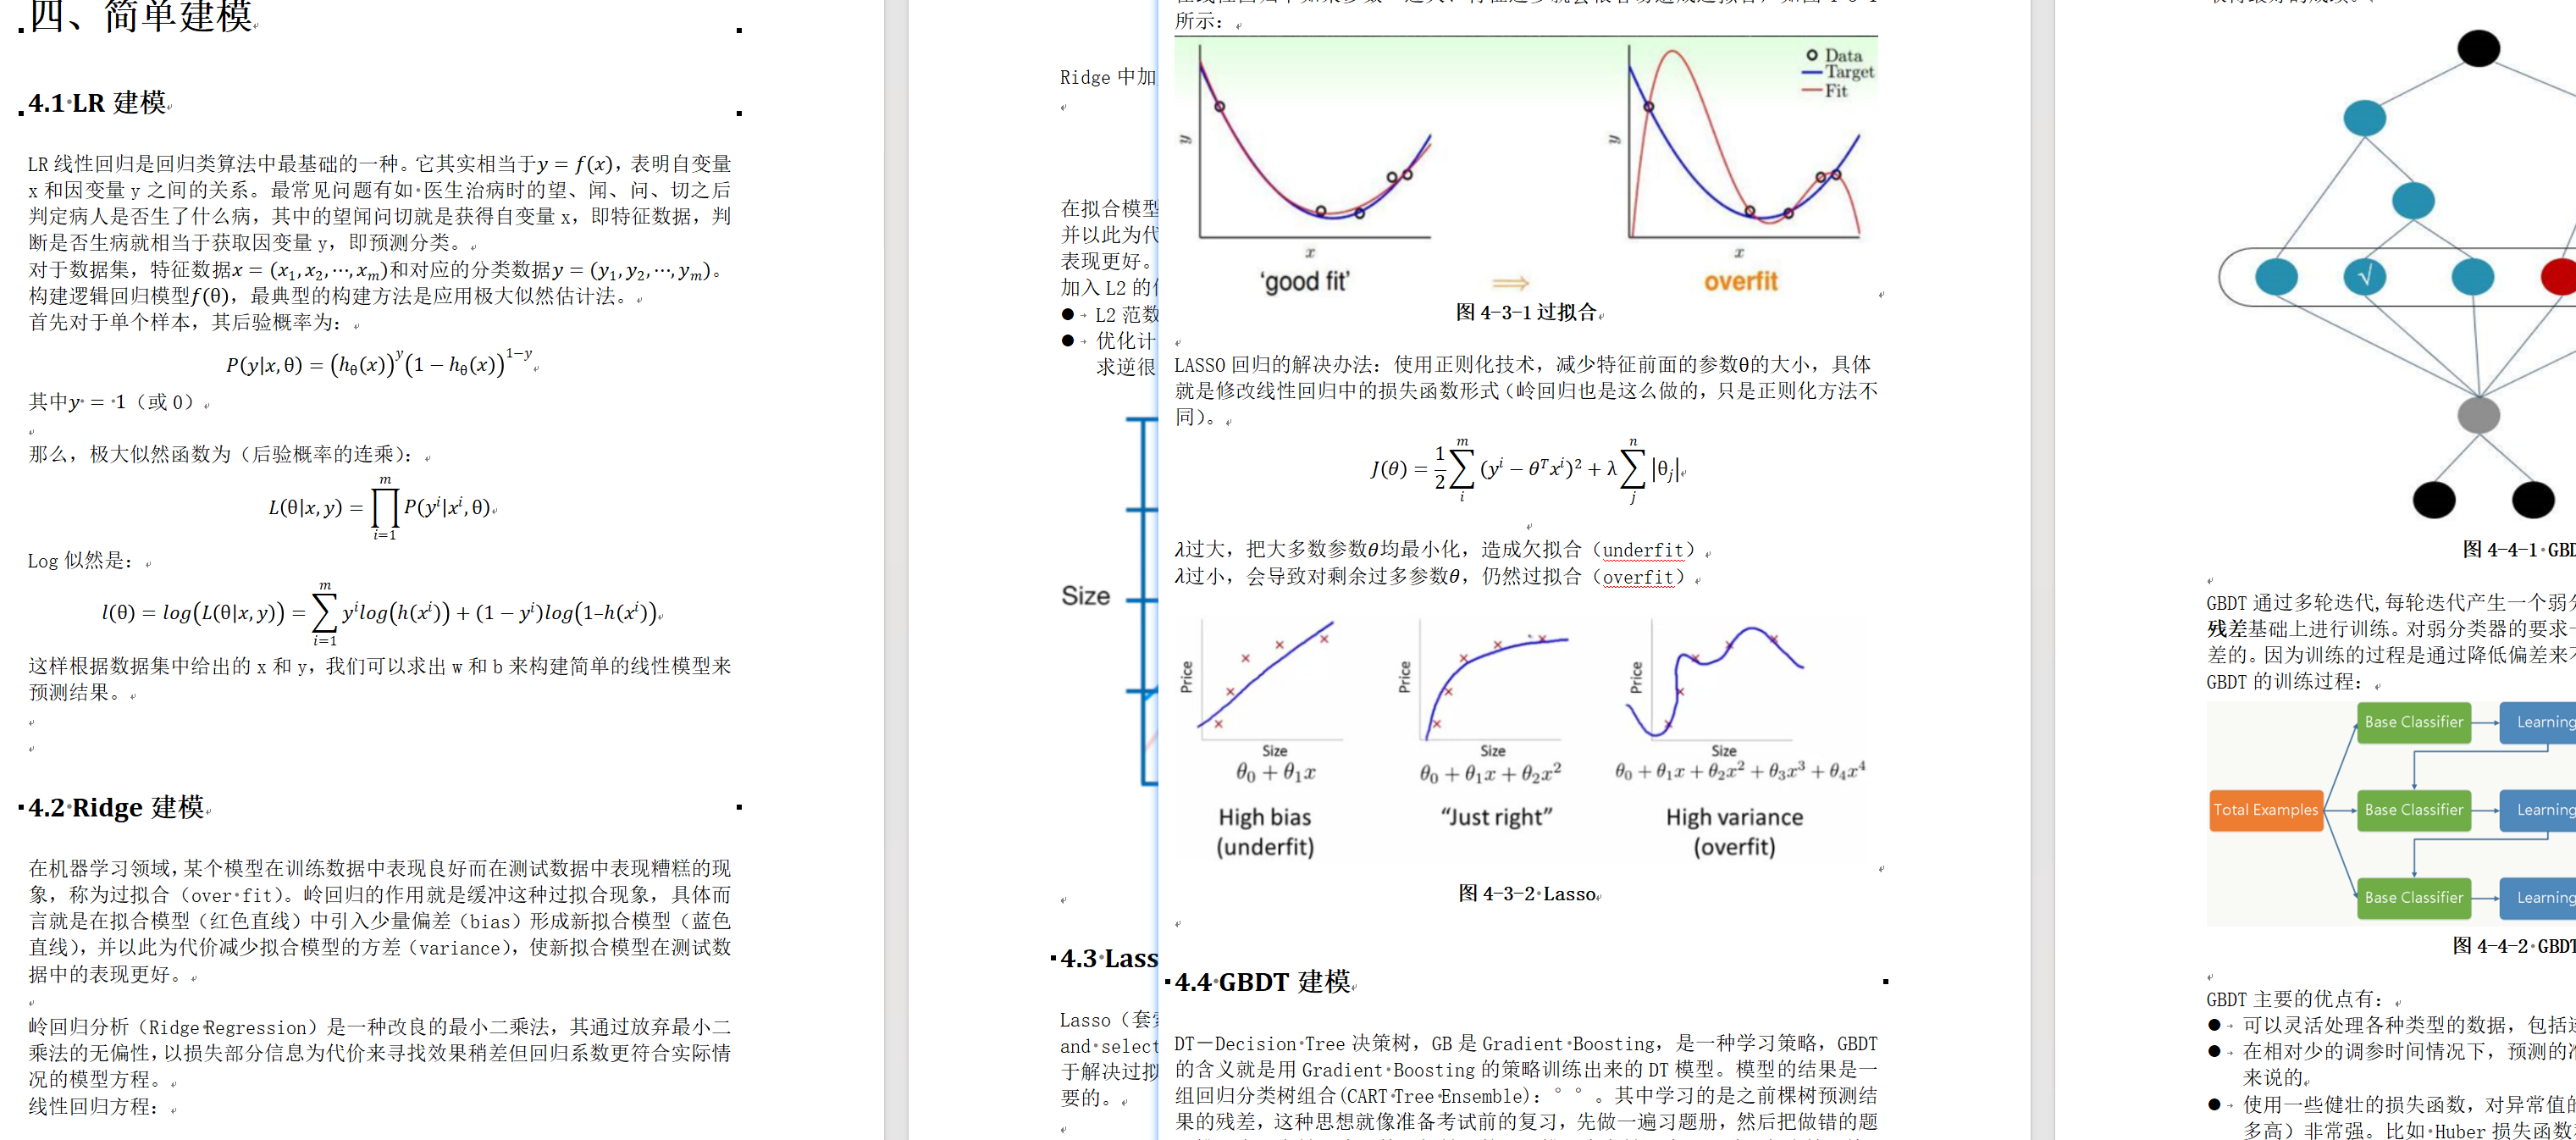 四、简单建模
4.1 LR 建模
LR 线性回归是回归类算法中最基础的一种。它其实相当于y = f(x)，表明自变量
x 和因变量 y 之间的关系。最常见问题有如 医生治病时的望、闻、问、切之后
判定病人是否生了什么病，其中的望闻问切就是获得自变量 x，即特征数据，判
断是否生病就相当于获取因变量 y，即预测分类。
对于数据集，特征数据x = (x₁, x₂, ⋯, xₘ)和对应的分类数据y = (y₁, y₂, ⋯, yₘ)。
构建逻辑回归模型f(θ)，最典型的构建方法是应用极大似然估计法。
首先对于单个样本，其后验概率为：
P(y|x, θ) = (h_θ(x))^y (1 − h_θ(x))^{1−y}
其中y = 1（或 0）
那么，极大似然函数为（后验概率的连乘）：
L(θ|x, y) = ∏_{i=1}^{m} P(y^i|x^i, θ)
Log 似然是：
l(θ) = log(L(θ|x, y)) = ∑_{i=1}^{m} y^i log(h(x^i)) + (1 − y^i)log(1−h(x^i))
这样根据数据集中给出的 x 和 y，我们可以求出 w 和 b 来构建简单的线性模型来
预测结果。
4.2 Ridge 建模
在机器学习领域，某个模型在训练数据中表现良好而在测试数据中表现糟糕的现
象，称为过拟合（over fit）。岭回归的作用就是缓冲这种过拟合现象，具体而
言就是在拟合模型（红色直线）中引入少量偏差（bias）形成新拟合模型（蓝色
直线），并以此为代价减少拟合模型的方差（variance），使新拟合模型在测试数
据中的表现更好。
岭回归分析（Ridge Regression）是一种改良的最小二乘法，其通过放弃最小二
乘法的无偏性，以损失部分信息为代价来寻找效果稍差但回归系数更符合实际情
况的模型方程。
线性回归方程：
Ridge 中加
在拟合模型
并以此为代
表现更好。
加入 L2 的
● L2 范数
● 优化计
求逆很
Size
4.3 Lass
Lasso（套
and select
于解决过拟
要的。
所示：
y
x
'good fit'
⇒
y
x
overfit
Data
Target
Fit
图 4-3-1 过拟合
LASSO 回归的解决办法：使用正则化技术，减少特征前面的参数θ的大小，具体
就是修改线性回归中的损失函数形式（岭回归也是这么做的，只是正则化方法不
同）。
J(θ) = 1/2 ∑_{i}^{m} (y^i − θ^T x^i)² + λ ∑_{j}^{n} |θ_j|
λ过大，把大多数参数θ均最小化，造成欠拟合（underfit）
λ过小，会导致对剩余过多参数θ，仍然过拟合（overfit）
Price
Size
θ₀ + θ₁x
High bias
(underfit)
Price
Size
θ₀ + θ₁x + θ₂x²
“Just right”
Price
Size
θ₀ + θ₁x + θ₂x² + θ₃x³ + θ₄x⁴
High variance
(overfit)
图 4-3-2 Lasso
4.4 GBDT 建模
DT－Decision Tree 决策树，GB 是 Gradient Boosting，是一种学习策略，GBDT
的含义就是用 Gradient Boosting 的策略训练出来的 DT 模型。模型的结果是一
组回归分类树组合(CART Tree Ensemble)：° ° 。其中学习的是之前棵树预测结
果的残差，这种思想就像准备考试前的复习，先做一遍习题册，然后把做错的题
√
图 4-4-1 GBD
GBDT 通过多轮迭代,每轮迭代产生一个弱分
残差基础上进行训练。对弱分类器的要求一
差的。因为训练的过程是通过降低偏差来不
GBDT 的训练过程：
Total Examples
Base Classifier
Learning
Base Classifier
Learning
Base Classifier
Learning
图 4-4-2 GBDT
GBDT 主要的优点有：
● 可以灵活处理各种类型的数据，包括连
● 在相对少的调参时间情况下，预测的准
来说的
● 使用一些健壮的损失函数，对异常值的
多高）非常强。比如 Huber 损失函数